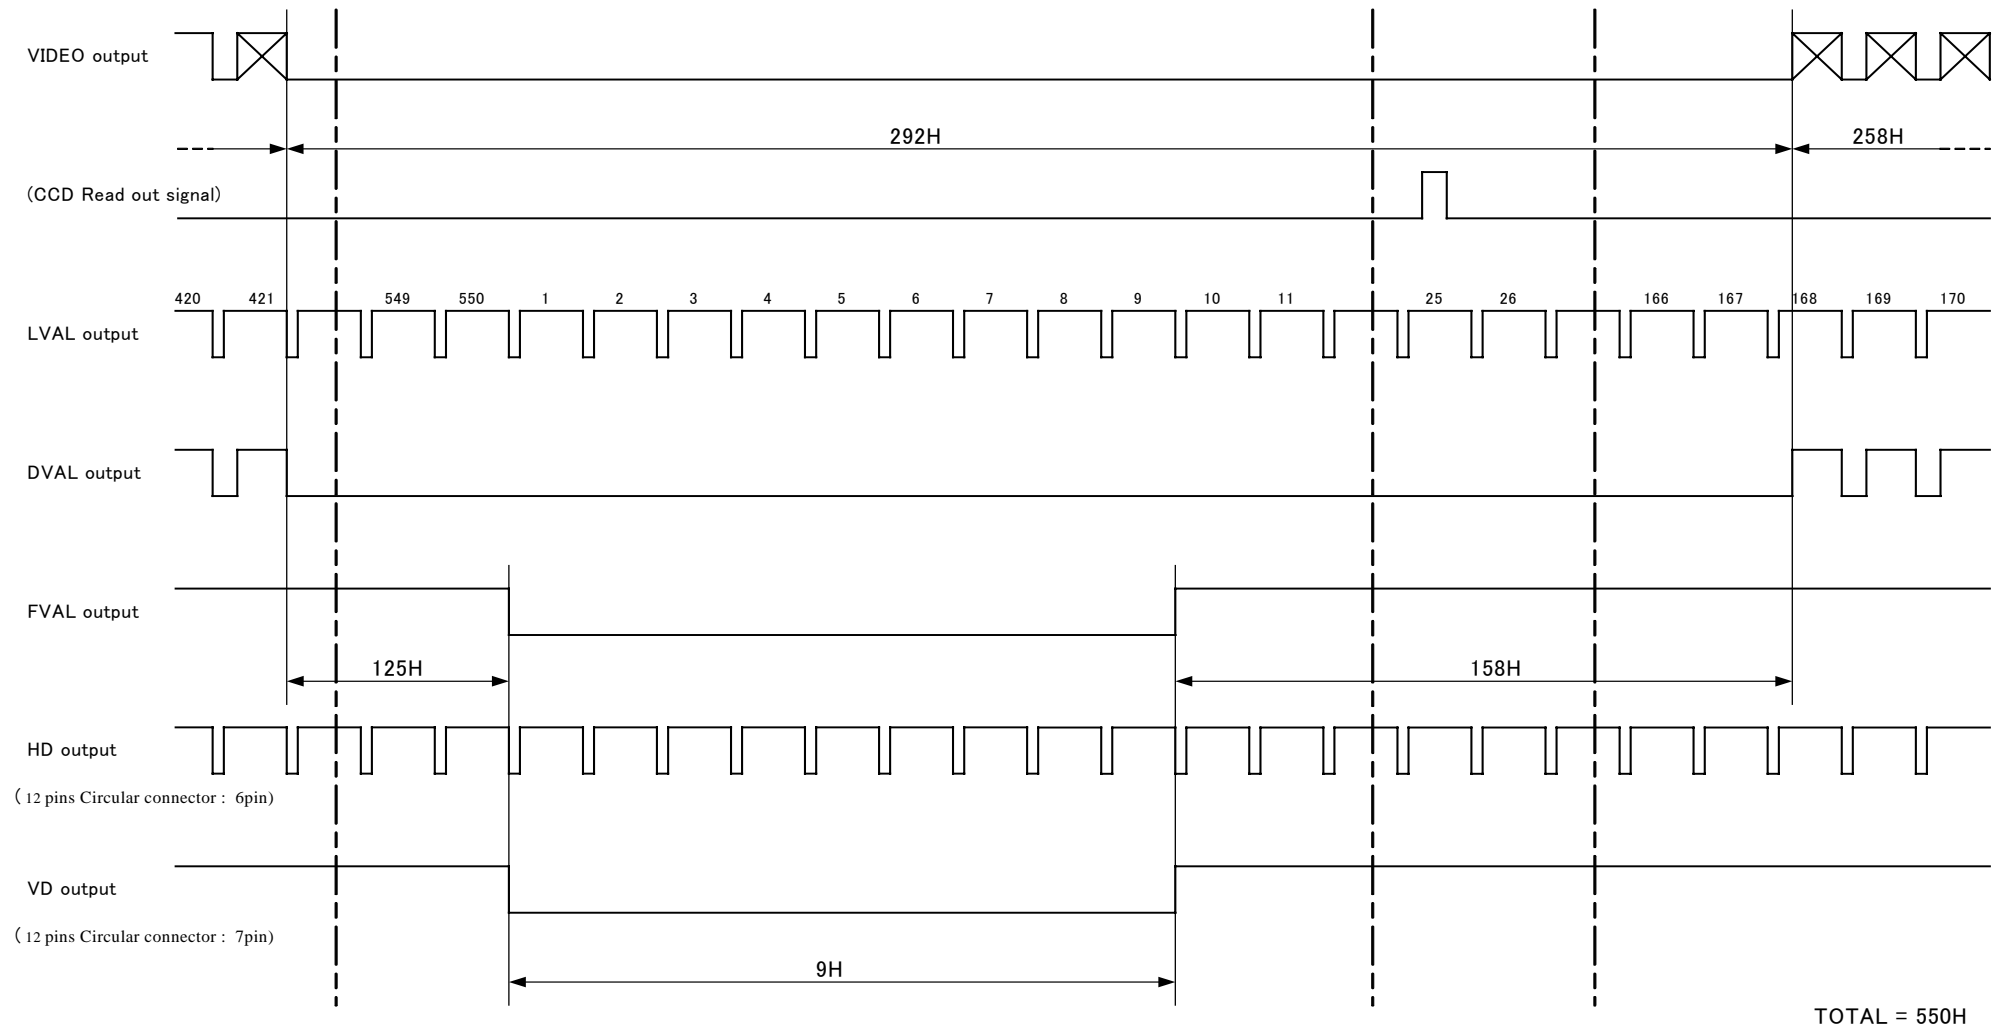 VIDEO output
292H
258H
(CCD Read out signal)
420 421 549 550 1 2 3 4 5 6 7 8 9 10 11 25 26 166 167 168 169 170
LVAL output
DVAL output
FVAL output
125H
158H
HD output
( 12 pins Circular connector : 6pin)
VD output
( 12 pins Circular connector : 7pin)
9H
TOTAL = 550H